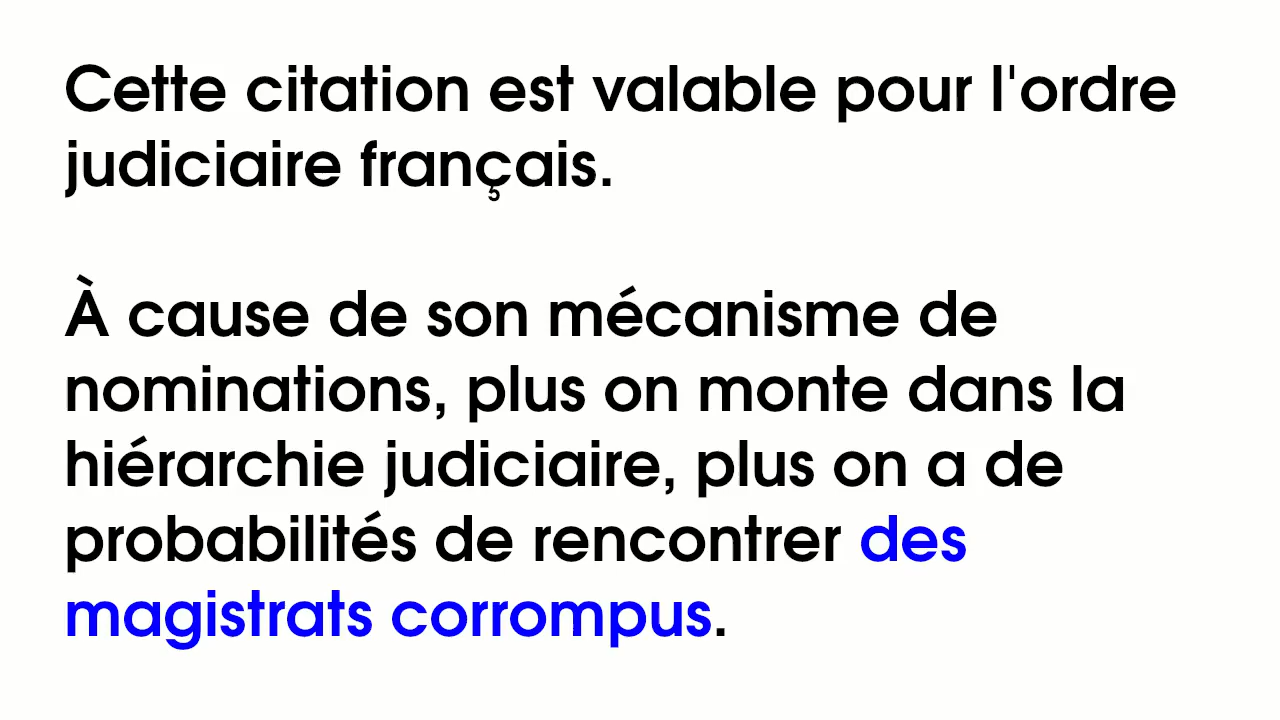 Cette citation est valable pour l'ordre
judiciaire français.
À cause de son mécanisme de
nominations, plus on monte dans la
hiérarchie judiciaire, plus on a de
probabilités de rencontrer des
magistrats corrompus.